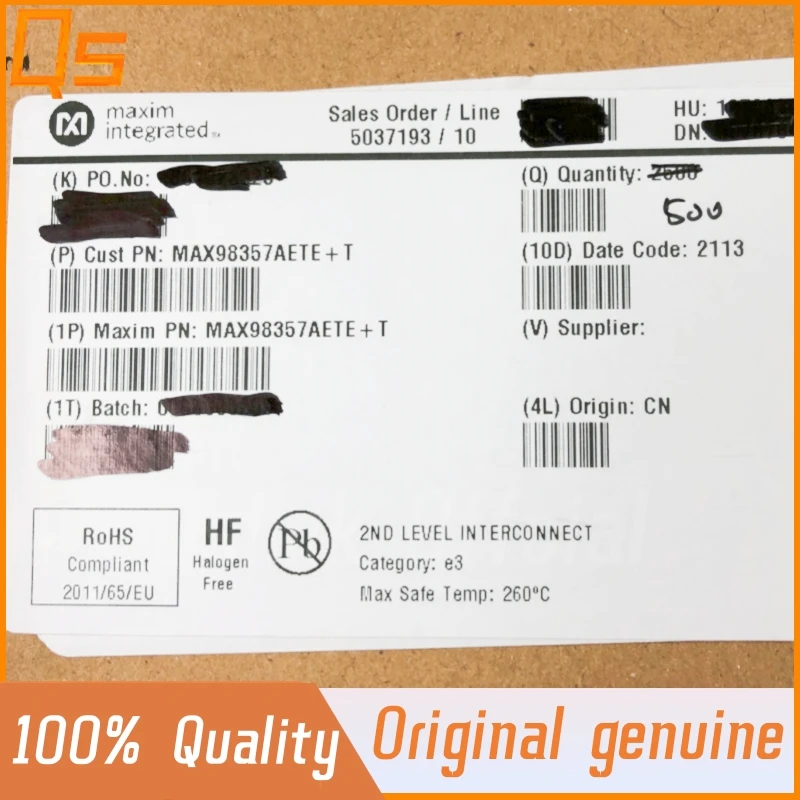 QS
maxim
integrated™
Sales Order / Line
5037193 / 10
HU:
DN:
(K) PO.No:
(Q) Quantity: 2500
500
(P) Cust PN: MAX98357AETE+T
(10D) Date Code: 2113
(1P) Maxim PN: MAX98357AETE+T
(V) Supplier:
(1T) Batch:
(4L) Origin: CN
RoHS
Compliant
2011/65/EU
HF
Halogen
Free
Pb
2ND LEVEL INTERCONNECT
Category: e3
Max Safe Temp: 260ºC
100% Quality
Original genuine